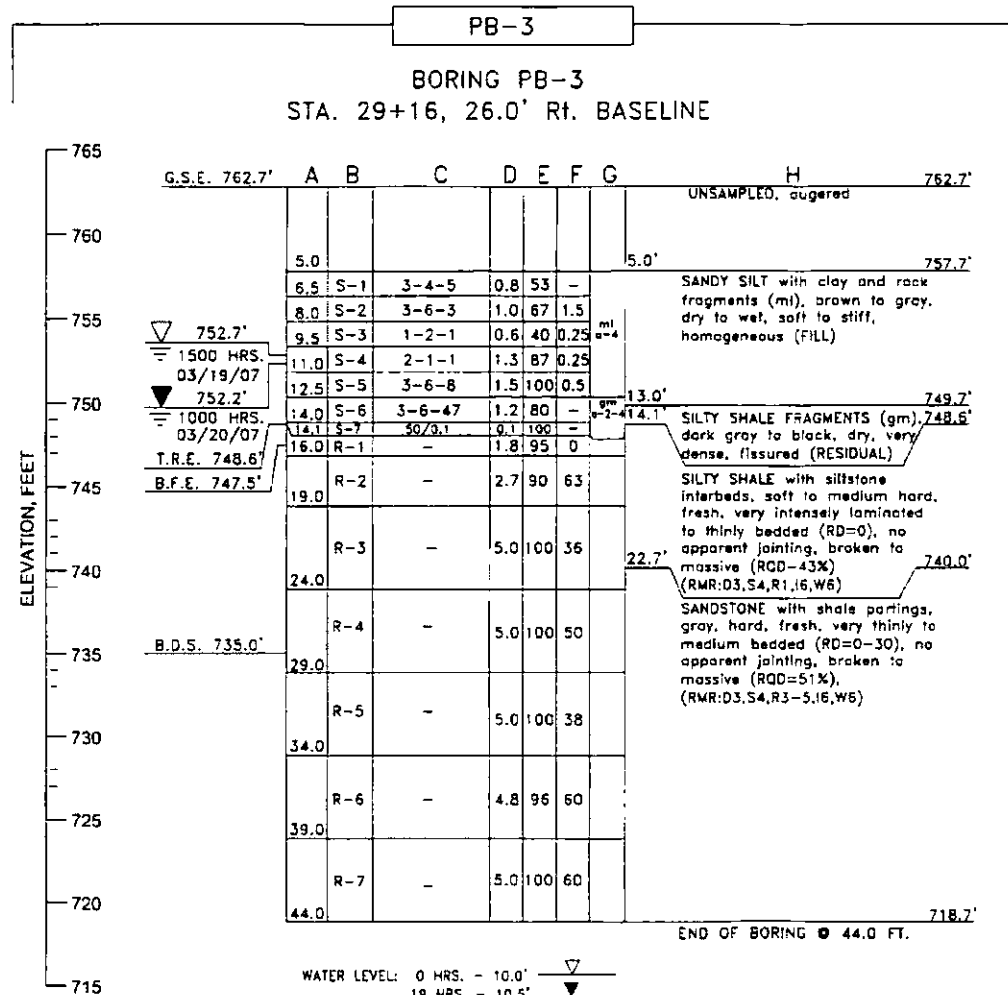 PB-3
BORING PB-3
STA. 29+16, 26.0' Rt. BASELINE
ELEVATION, FEET
765
760
755
750
745
740
735
730
725
720
715
G.S.E. 762.7' A B C D E F G H 762.7'
UNSAMPLED, augered
5.0 5.0' 757.7'
6.5 S-1 3-4-5 0.8 53 -
8.0 S-2 3-6-3 1.0 67 1.5
9.5 S-3 1-2-1 0.6 40 0.25
11.0 S-4 2-1-1 1.3 87 0.25
12.5 S-5 3-6-8 1.5 100 0.5
14.0 S-6 3-6-47 1.2 80 -
14.1 S-7 50/0.1 0.1 100 -
16.0 R-1 - 1.8 95 0
19.0 R-2 - 2.7 90 63
24.0 R-3 - 5.0 100 36
29.0 R-4 - 5.0 100 50
34.0 R-5 - 5.0 100 38
39.0 R-6 - 4.8 96 60
44.0 R-7 - 5.0 100 60
ml
a-4
gm
a-2-4
752.7'
1500 HRS.
03/19/07
752.2'
1000 HRS.
03/20/07
T.R.E. 748.6'
B.F.E. 747.5'
B.D.S. 735.0'
SANDY SILT with clay and rock
fragments (ml), brown to gray,
dry to wet, soft to stiff,
homogeneous (FILL)
13.0' 749.7'
14.1' 748.6'
SILTY SHALE FRAGMENTS (gm),
dark gray to black, dry, very
dense, fissured (RESIDUAL)
SILTY SHALE with siltstone
interbeds, soft to medium hard,
fresh, very intensely laminated
to thinly bedded (RD=0), no
apparent jointing, broken to
massive (RQD-43%)
(RMR:D3,S4,R1,I6,W6)
22.7' 740.0'
SANDSTONE with shale partings,
gray, hard, fresh, very thinly to
medium bedded (RD=0-30), no
apparent jointing, broken to
massive (RQD=51%),
(RMR:D3,S4,R3-5,I6,W6)
718.7'
END OF BORING @ 44.0 FT.
WATER LEVEL: 0 HRS. - 10.0'
19 HRS. - 10.5'